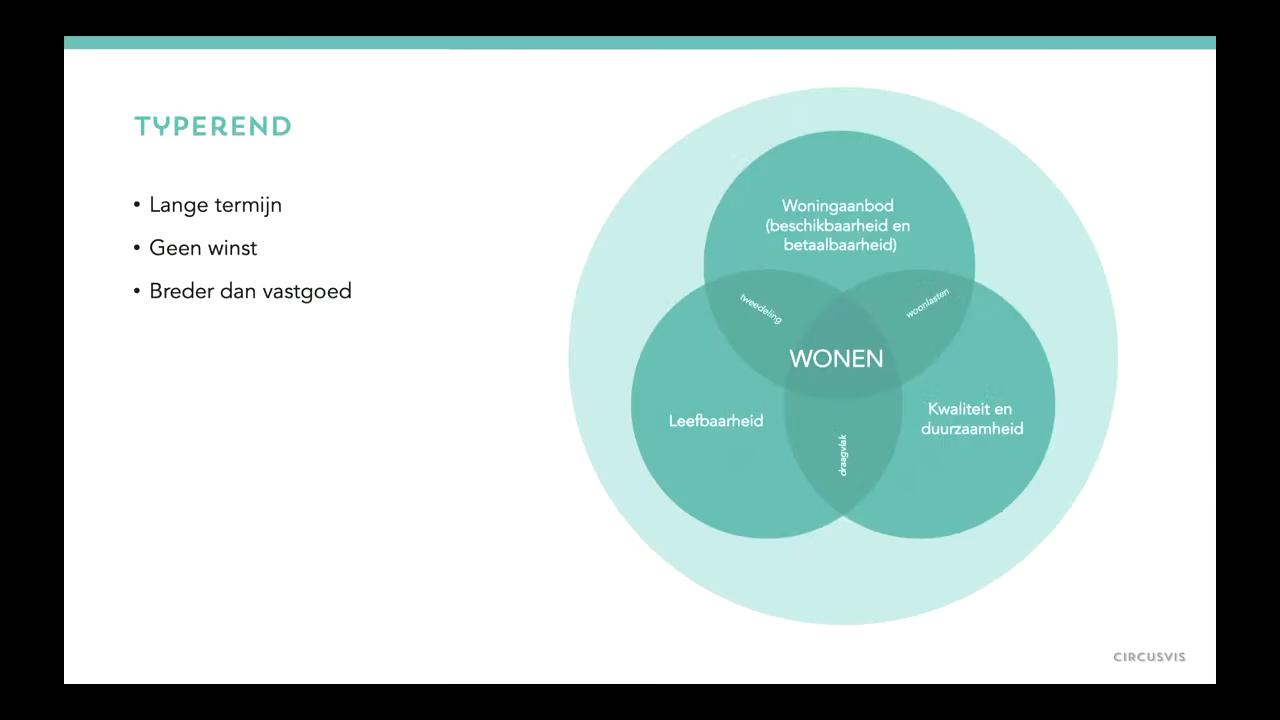 TYPEREND
• Lange termijn
• Geen winst
• Breder dan vastgoed
Woningaanbod
(beschikbaarheid en
betaalbaarheid)
tweedeling
woonlasten
WONEN
Leefbaarheid
Kwaliteit en
duurzaamheid
draagvlak
CIRCUSVIS